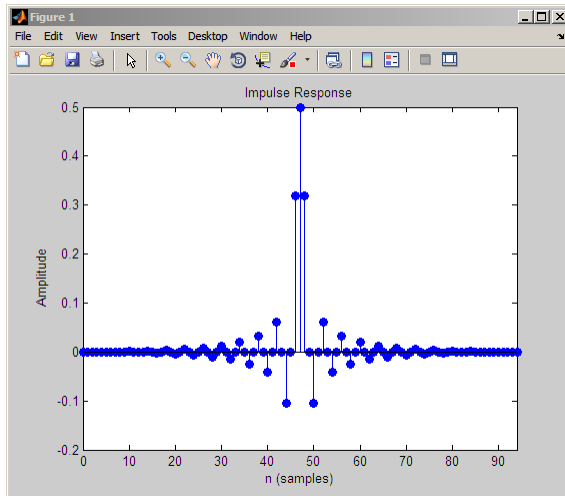 Figure 1
File Edit View Insert Tools Desktop Window Help
Impulse Response
0.5
0.4
0.3
0.2
0.1
0
-0.1
-0.2
Amplitude
0 10 20 30 40 50 60 70 80 90
n (samples)